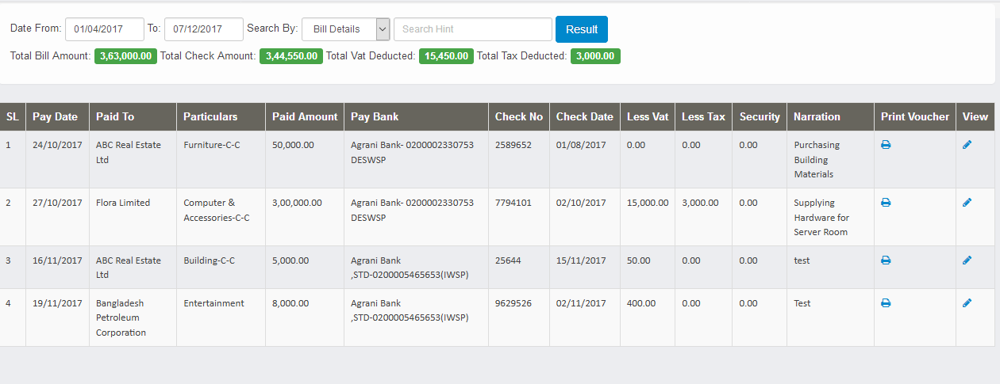 Date From: 01/04/2017 To: 07/12/2017 Search By: Bill Details Search Hint Result
Total Bill Amount: 3,63,000.00 Total Check Amount: 3,44,550.00 Total Vat Deducted: 15,450.00 Total Tax Deducted: 3,000.00
SL Pay Date Paid To Particulars Paid Amount Pay Bank Check No Check Date Less Vat Less Tax Security Narration Print Voucher View
1 24/10/2017 ABC Real Estate Furniture-C-C 50,000.00 Agrani Bank- 0200002330753 2589652 01/08/2017 0.00 0.00 0.00 Purchasing
Ltd DESWSP Building
Materials
2 27/10/2017 Flora Limited Computer & 3,00,000.00 Agrani Bank- 0200002330753 7794101 02/10/2017 15,000.00 3,000.00 0.00 Supplying
Accessories-C-C DESWSP Hardware for
Server Room
3 16/11/2017 ABC Real Estate Building-C-C 5,000.00 Agrani Bank 25644 15/11/2017 50.00 0.00 0.00 test
Ltd ,STD-0200005465653(IWSP)
4 19/11/2017 Bangladesh Entertainment 8,000.00 Agrani Bank 9629526 02/11/2017 400.00 0.00 0.00 Test
Petroleum ,STD-0200005465653(IWSP)
Corporation